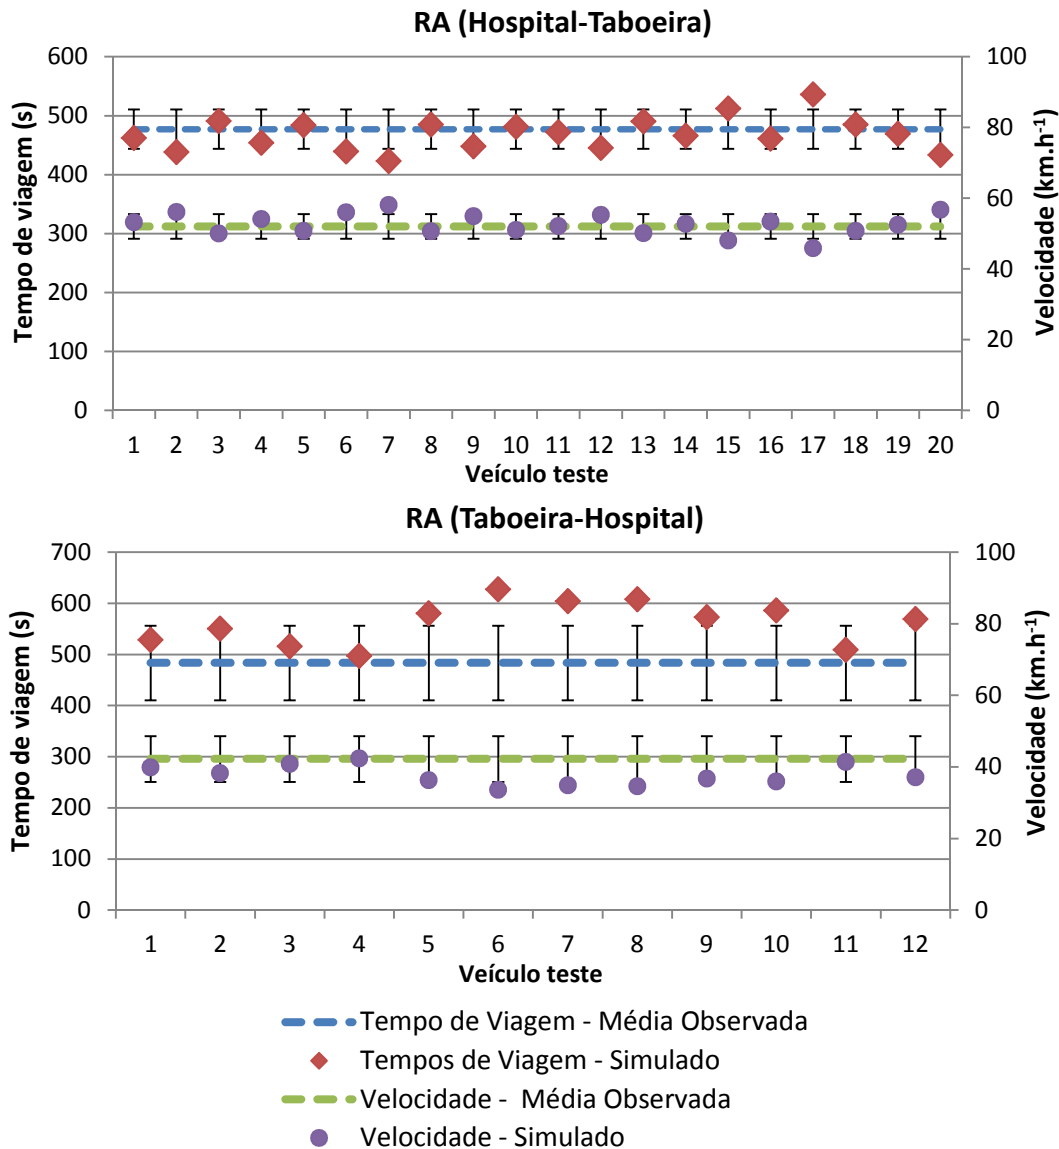 RA (Hospital-Taboeira)
Tempo de viagem (s)
600
500
400
300
200
100
0
100
80
60
40
20
0
Velocidade (km.h-1)
1 2 3 4 5 6 7 8 9 10 11 12 13 14 15 16 17 18 19 20
Veículo teste
RA (Taboeira-Hospital)
Tempo de viagem (s)
700
600
500
400
300
200
100
0
100
80
60
40
20
0
Velocidade (km.h-1)
1 2 3 4 5 6 7 8 9 10 11 12
Veículo teste
Tempo de Viagem - Média Observada
Tempos de Viagem - Simulado
Velocidade - Média Observada
Velocidade - Simulado